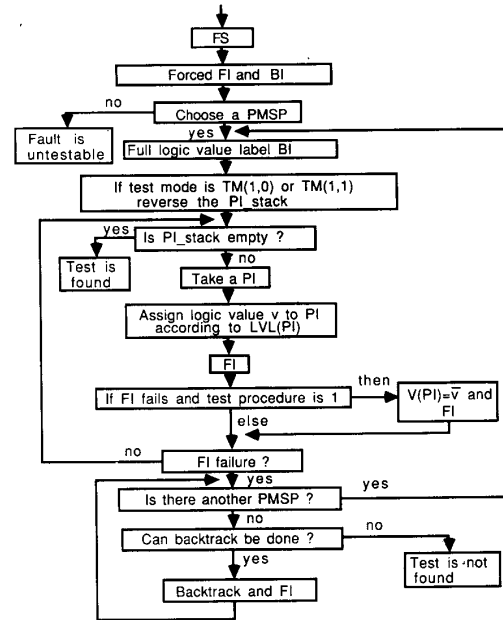 FS
Forced FI and BI
no
Choose a PMSP
yes
Fault is
untestable
Full logic value label BI
If test mode is TM(1,0) or TM(1,1)
reverse the PI_stack
yes
Is PI_stack empty ?
Test is
found
no
Take a PI
Assign logic value v to PI
according to LVL(PI)
FI
then
If FI fails and test procedure is 1
V(PI)=v̅ and
FI
else
no
FI failure ?
yes
Is there another PMSP ?
yes
no
Can backtrack be done ?
no
yes
Test is not
found
Backtrack and FI